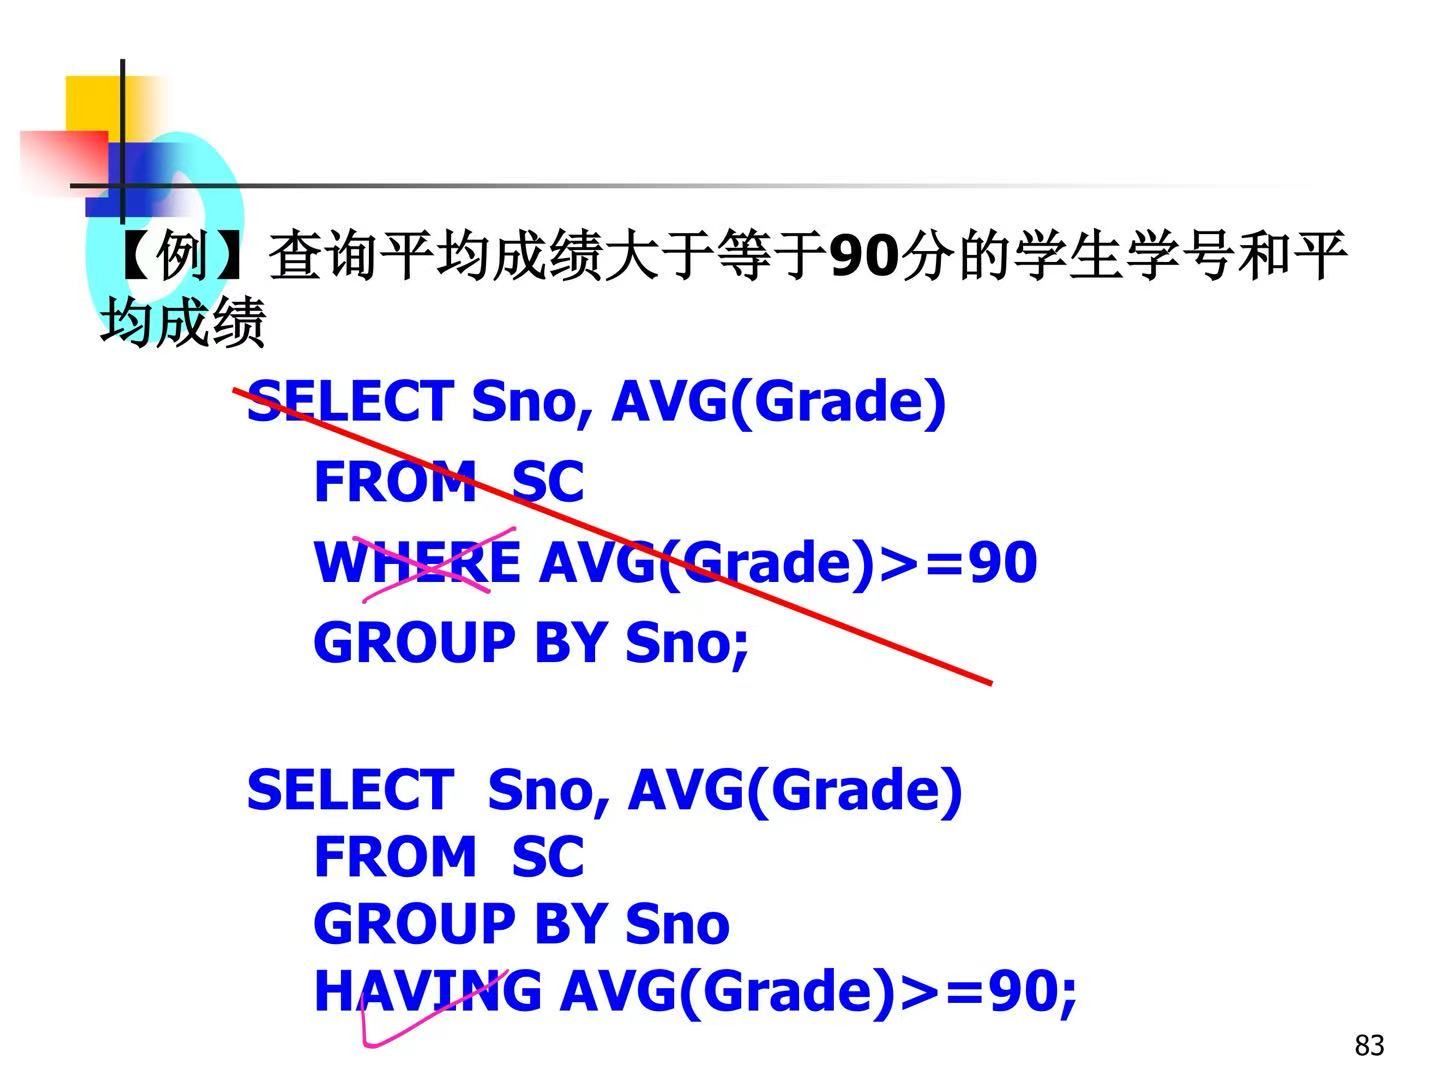 【例】查询平均成绩大于等于90分的学生学号和平
均成绩
SELECT Sno, AVG(Grade)
FROM SC
WHERE AVG(Grade)>=90
GROUP BY Sno;
SELECT Sno, AVG(Grade)
FROM SC
GROUP BY Sno
HAVING AVG(Grade)>=90;
83